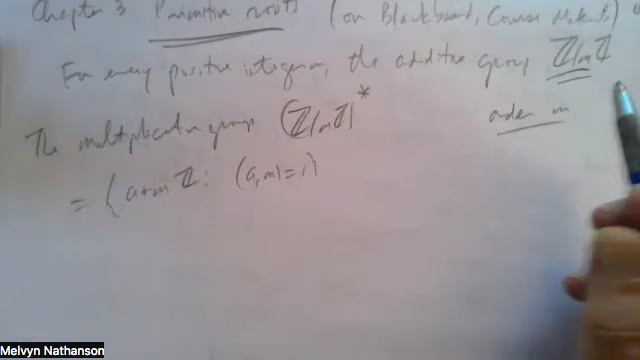 Chapter 3 Primitive roots (on Blackboard, Course Materials)
For every positive integer m, the additive group ℤ/mℤ
order m
The multiplicative group (ℤ/mℤ)*
= { a+mℤ : (a,m)=1}
Melvyn Nathanson